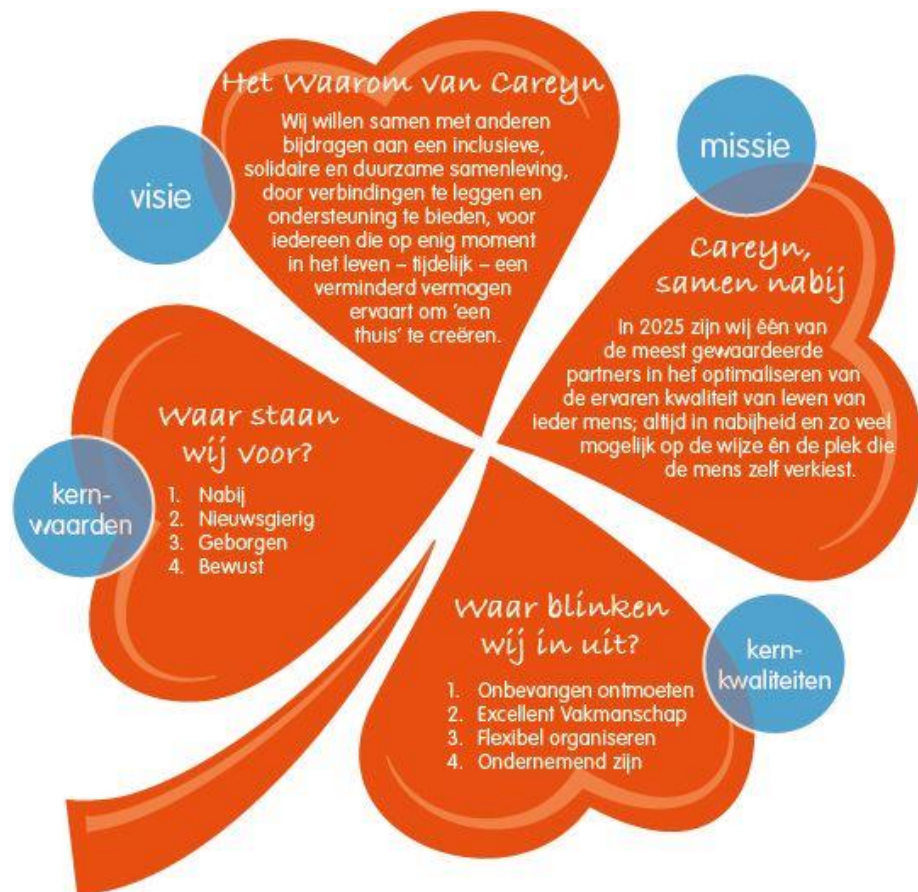 Het Waarom van Careyn
Wij willen samen met anderen
bijdragen aan een inclusieve,
solidaire en duurzame samenleving,
door verbindingen te leggen en
ondersteuning te bieden, voor
iedereen die op enig moment
in het leven – tijdelijk – een
verminderd vermogen
ervaart om ‘een
thuis’ te creëren.
visie
missie
Careyn,
samen nabij
In 2025 zijn wij één van
de meest gewaardeerde
partners in het optimaliseren van
de ervaren kwaliteit van leven van
ieder mens; altijd in nabijheid en zo veel
mogelijk op de wijze én de plek die
de mens zelf verkiest.
Waar staan
wij voor?
1. Nabij
2. Nieuwsgierig
3. Geborgen
4. Bewust
kern-
waarden
Waar blinken
wij in uit?
1. Onbevangen ontmoeten
2. Excellent Vakmanschap
3. Flexibel organiseren
4. Ondernemend zijn
kern-
kwaliteiten